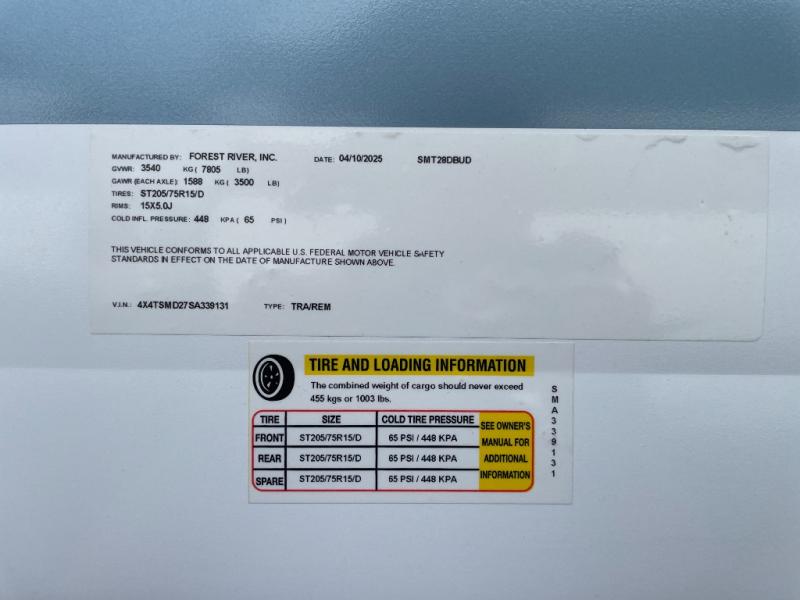 MANUFACTURED BY: FOREST RIVER, INC. DATE: 04/10/2025 SMT28DBUD
GVWR: 3540 KG ( 7805 LB)
GAWR (EACH AXLE): 1588 KG ( 3500 LB)
TIRES: ST205/75R15/D
RIMS: 15X5.0J
COLD INFL. PRESSURE: 448 KPA ( 65 PSI )
THIS VEHICLE CONFORMS TO ALL APPLICABLE U.S. FEDERAL MOTOR VEHICLE SAFETY
STANDARDS IN EFFECT ON THE DATE OF MANUFACTURE SHOWN ABOVE.
V.I.N.: 4X4TSMD27SA339131 TYPE: TRA/REM
TIRE AND LOADING INFORMATION
The combined weight of cargo should never exceed
455 kgs or 1003 lbs.
TIRE SIZE COLD TIRE PRESSURE
FRONT ST205/75R15/D 65 PSI / 448 KPA
REAR ST205/75R15/D 65 PSI / 448 KPA
SPARE ST205/75R15/D 65 PSI / 448 KPA
SEE OWNER'S
MANUAL FOR
ADDITIONAL
INFORMATION
SMA339131